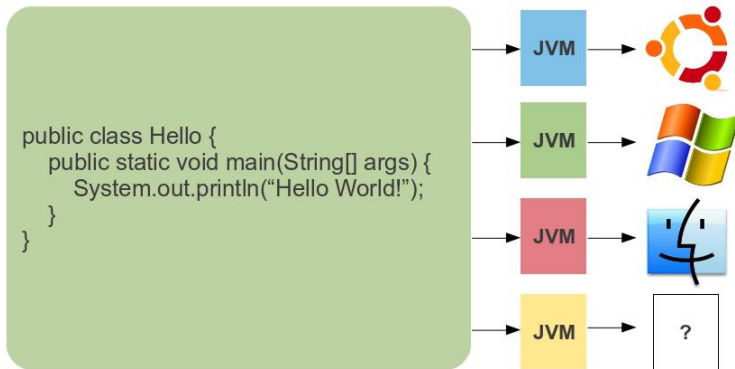 public class Hello {
public static void main(String[] args) {
System.out.println(“Hello World!”);
}
}
JVM
JVM
JVM
JVM
?